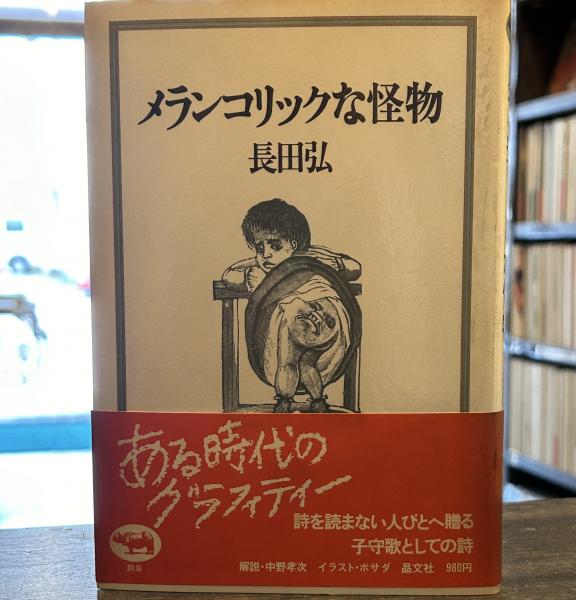 メランコリックな怪物
長田弘
ある時代の
グラフィティー
詩を読まない人びとへ贈る
子守歌としての詩
詩集
解説・中野孝次 イラスト・ポサダ 晶文社 980円